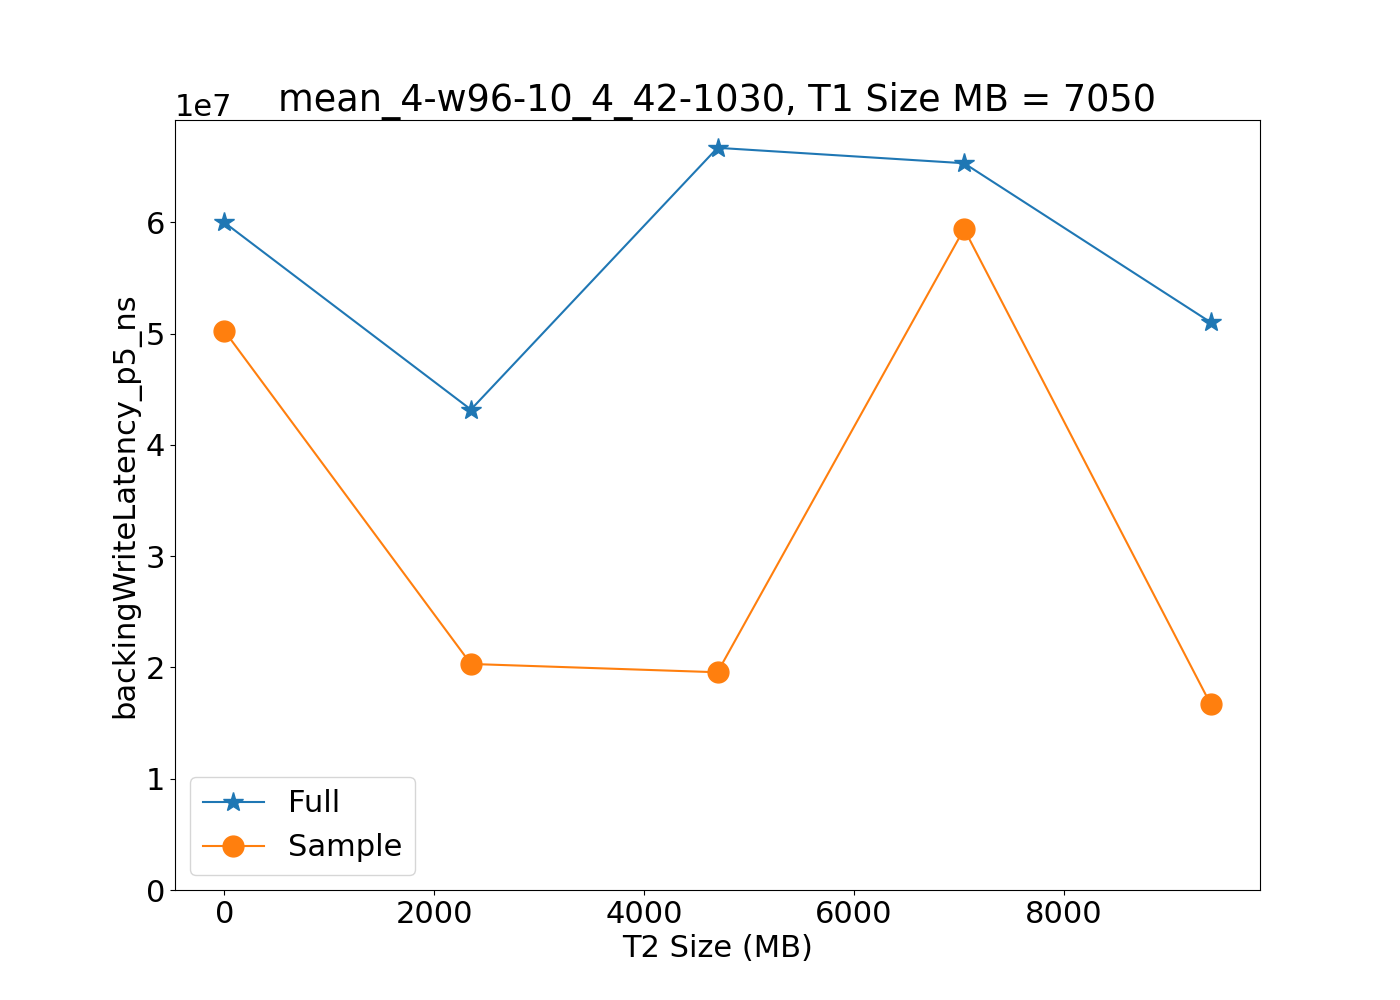 1e7
mean_4-w96-10_4_42-1030, T1 Size MB = 7050
backingWriteLatency_p5_ns
6
5
4
3
2
1
0
Full
Sample
0 2000 4000 6000 8000
T2 Size (MB)